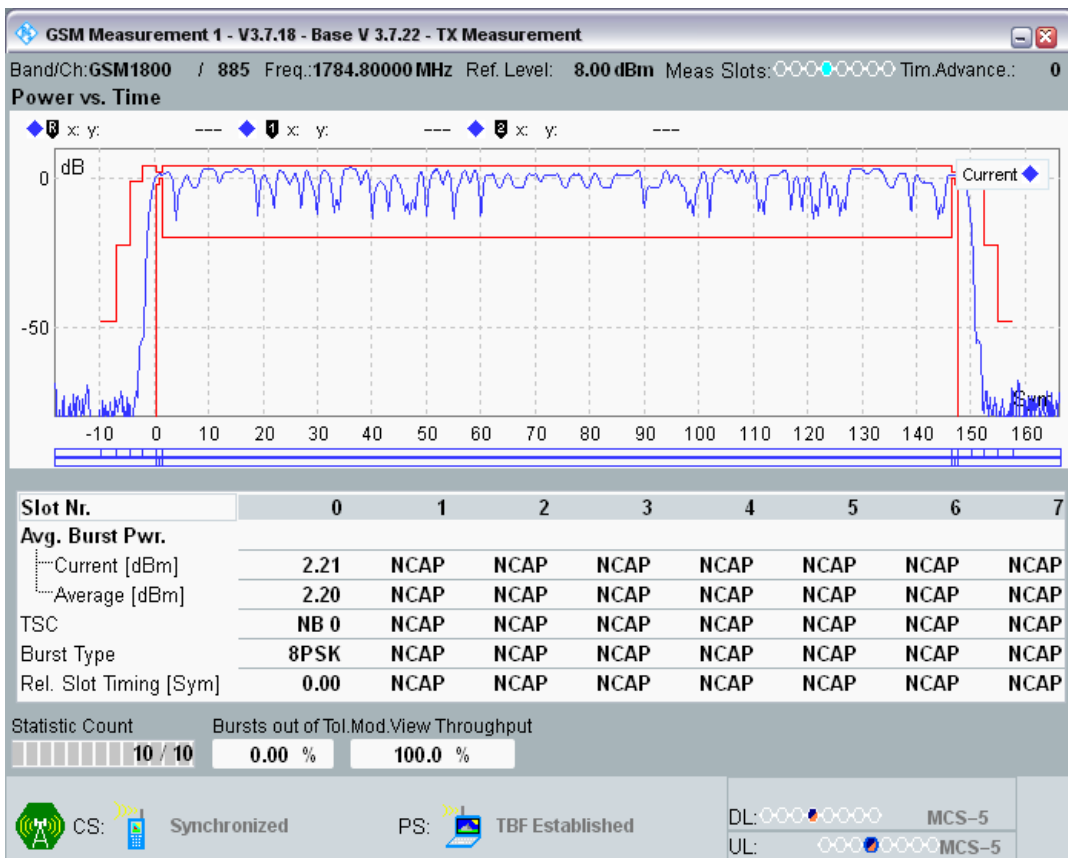 GSM Measurement 1 - V3.7.18 - Base V 3.7.22 - TX Measurement
Band/Ch:GSM1800 / 885 Freq.:1784.80000 MHz Ref. Level: 8.00 dBm Meas Slots: Tim.Advance.: 0
Power vs. Time
R x: y: --- 1 x: y: --- 2 x: y: ---
dB
0
Current
-50
Sym
-10 0 10 20 30 40 50 60 70 80 90 100 110 120 130 140 150 160
Slot Nr. 0 1 2 3 4 5 6 7
Avg. Burst Pwr.
Current [dBm] 2.21 NCAP NCAP NCAP NCAP NCAP NCAP NCAP
Average [dBm] 2.20 NCAP NCAP NCAP NCAP NCAP NCAP NCAP
TSC NB 0 NCAP NCAP NCAP NCAP NCAP NCAP NCAP
Burst Type 8PSK NCAP NCAP NCAP NCAP NCAP NCAP NCAP
Rel. Slot Timing [Sym] 0.00 NCAP NCAP NCAP NCAP NCAP NCAP NCAP
Statistic Count Bursts out of Tol.Mod.View Throughput
10 / 10 0.00 % 100.0 %
CS: Synchronized PS: TBF Established
DL: MCS-5
UL: MCS-5